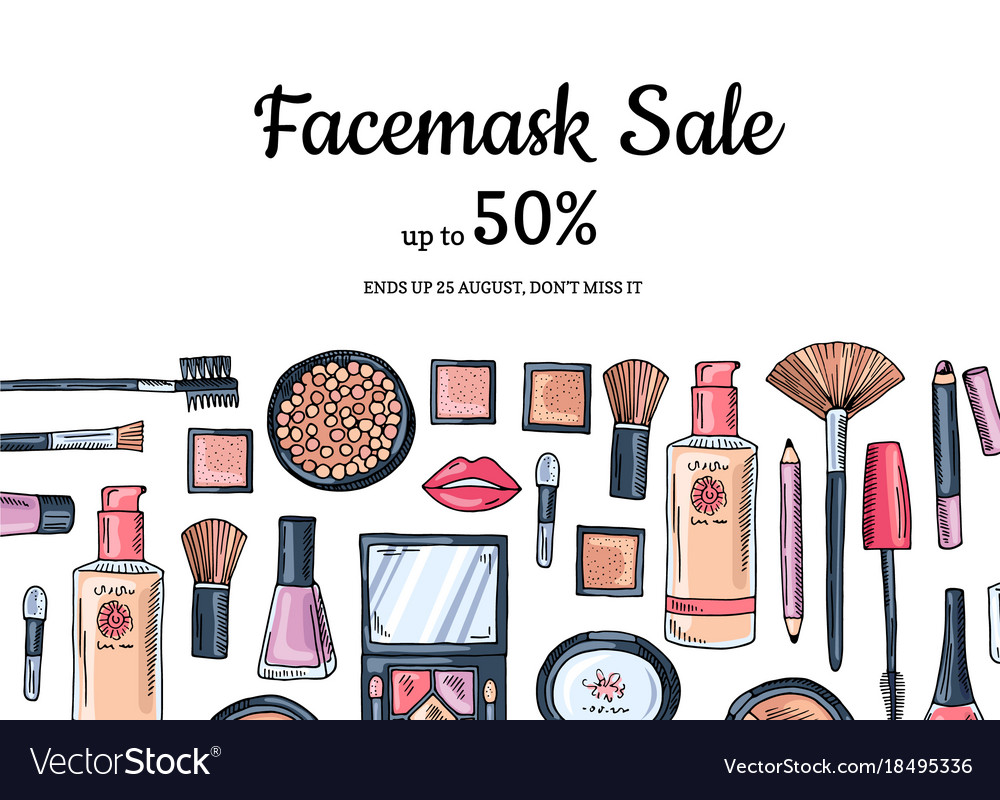 Facemask Sale
up to 50%
ENDS UP 25 AUGUST, DON'T MISS IT
VectorStock®
VectorStock.com/18495336